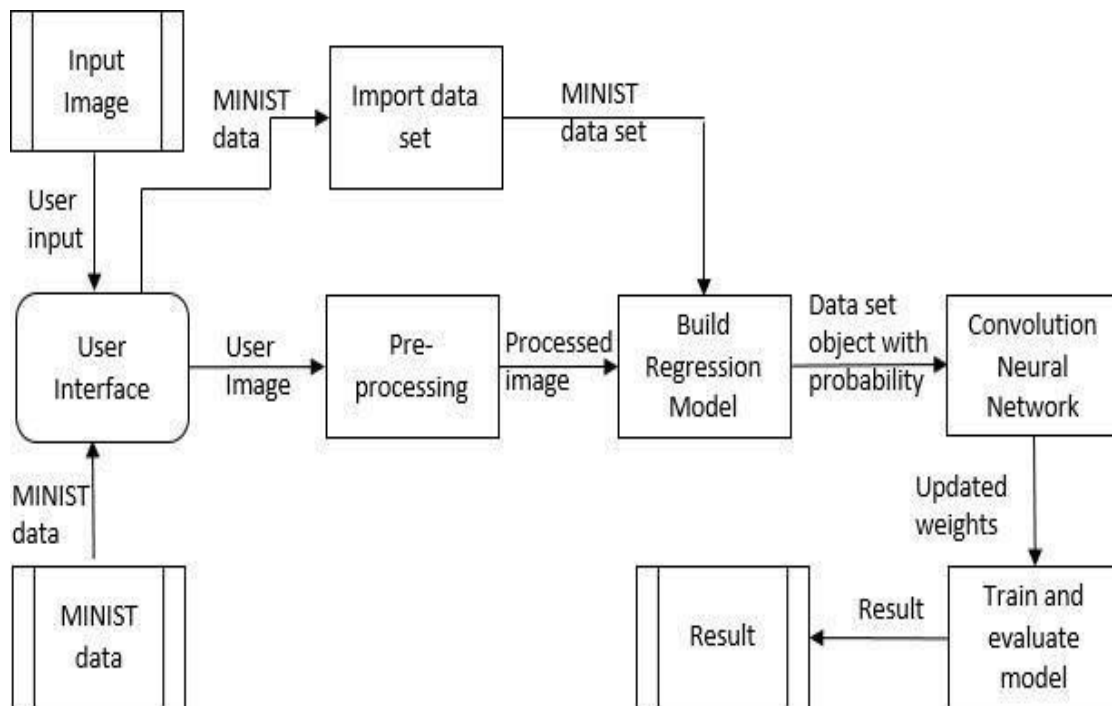 Input
Image
MINIST
data
Import data
set
MINIST
data set
User
input
User
Interface
User
Image
Pre-
processing
Processed
image
Build
Regression
Model
Data set
object with
probability
Convolution
Neural
Network
MINIST
data
Updated
weights
MINIST
data
Result
Result
Train and
evaluate
model